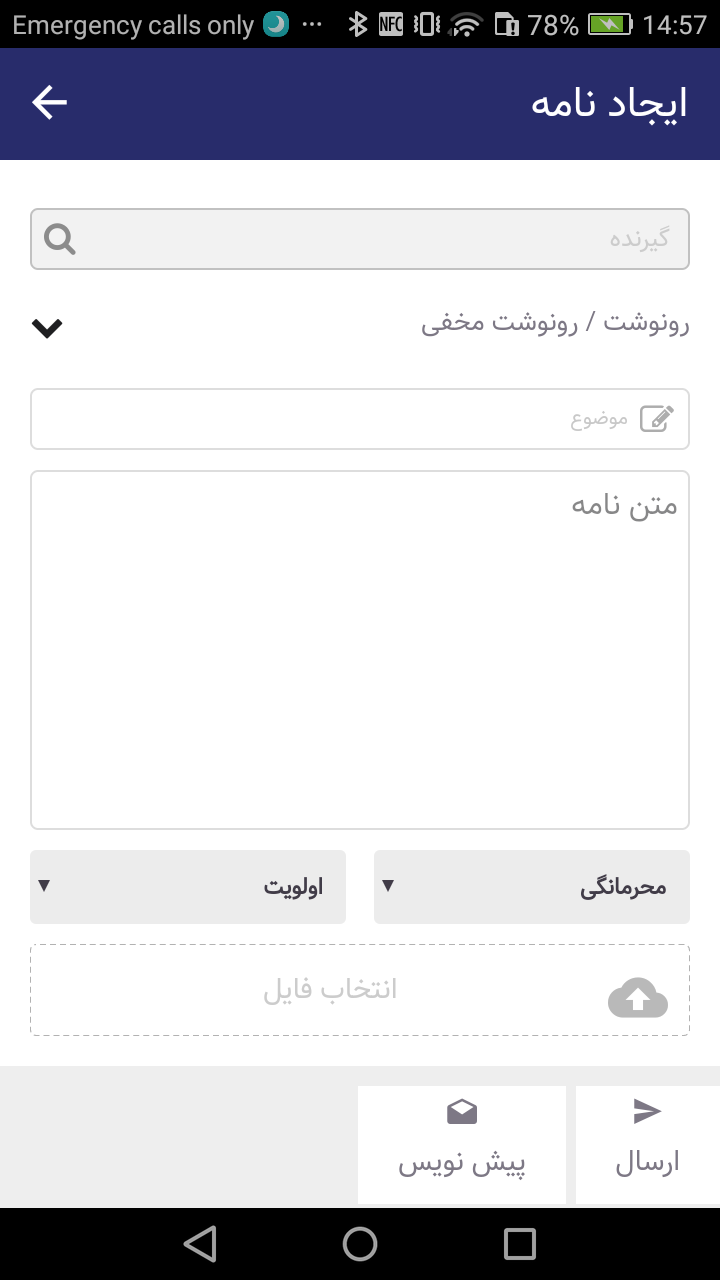 Emergency calls only ... NFC 78% 14:57
ایجاد نامه
گیرنده
رونوشت / رونوشت مخفی
موضوع
متن نامه
محرمانگی
اولویت
انتخاب فایل
ارسال
پیش نویس